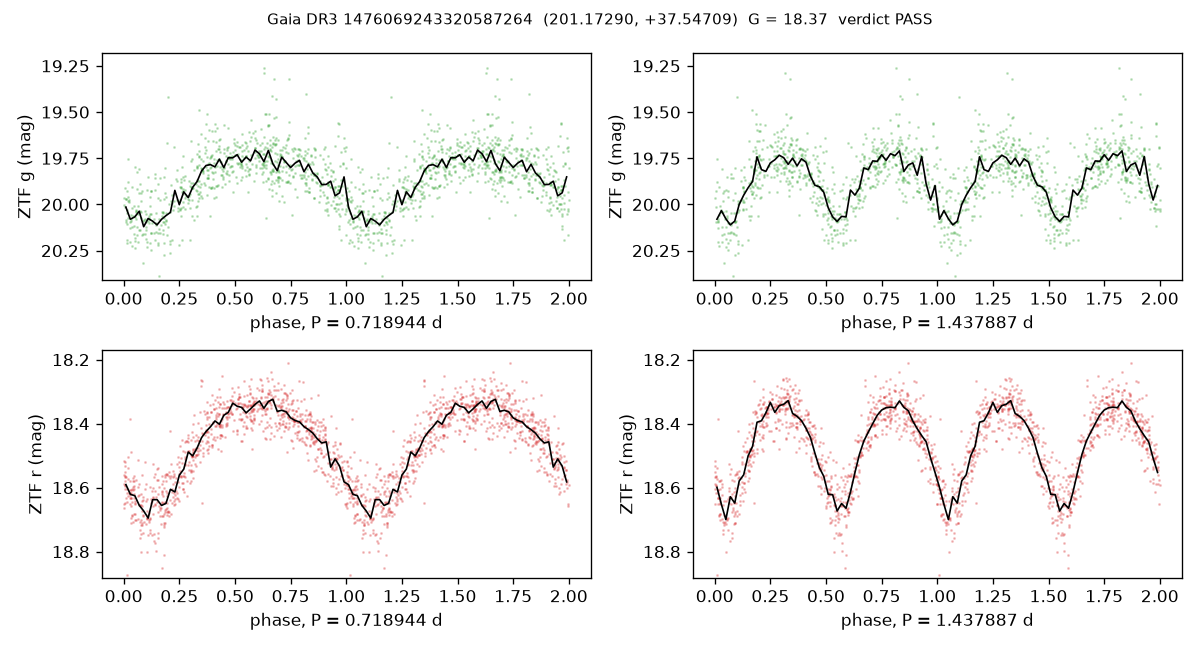 Gaia DR3 1476069243320587264 (201.17290, +37.54709) G = 18.37 verdict PASS
ZTF g (mag)
19.25
19.50
19.75
20.00
20.25
0.00 0.25 0.50 0.75 1.00 1.25 1.50 1.75 2.00
phase, P = 0.718944 d
ZTF g (mag)
19.25
19.50
19.75
20.00
20.25
0.00 0.25 0.50 0.75 1.00 1.25 1.50 1.75 2.00
phase, P = 1.437887 d
ZTF r (mag)
18.2
18.4
18.6
18.8
0.00 0.25 0.50 0.75 1.00 1.25 1.50 1.75 2.00
phase, P = 0.718944 d
ZTF r (mag)
18.2
18.4
18.6
18.8
0.00 0.25 0.50 0.75 1.00 1.25 1.50 1.75 2.00
phase, P = 1.437887 d